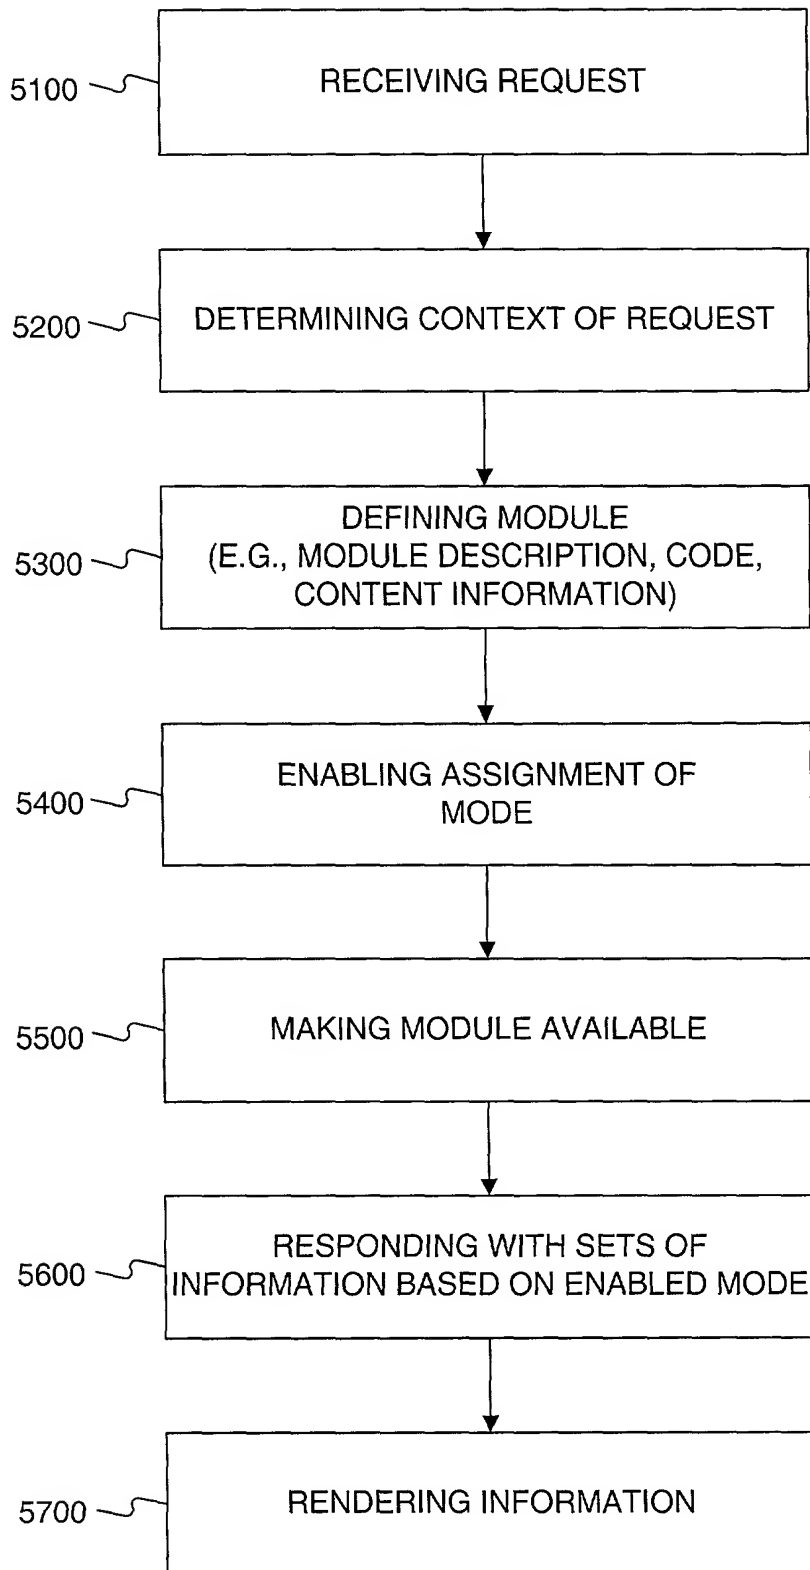 5100
RECEIVING REQUEST
5200
DETERMINING CONTEXT OF REQUEST
5300
DEFINING MODULE
(E.G., MODULE DESCRIPTION, CODE,
CONTENT INFORMATION)
5400
ENABLING ASSIGNMENT OF
MODE
5500
MAKING MODULE AVAILABLE
5600
RESPONDING WITH SETS OF
INFORMATION BASED ON ENABLED MODE
5700
RENDERING INFORMATION